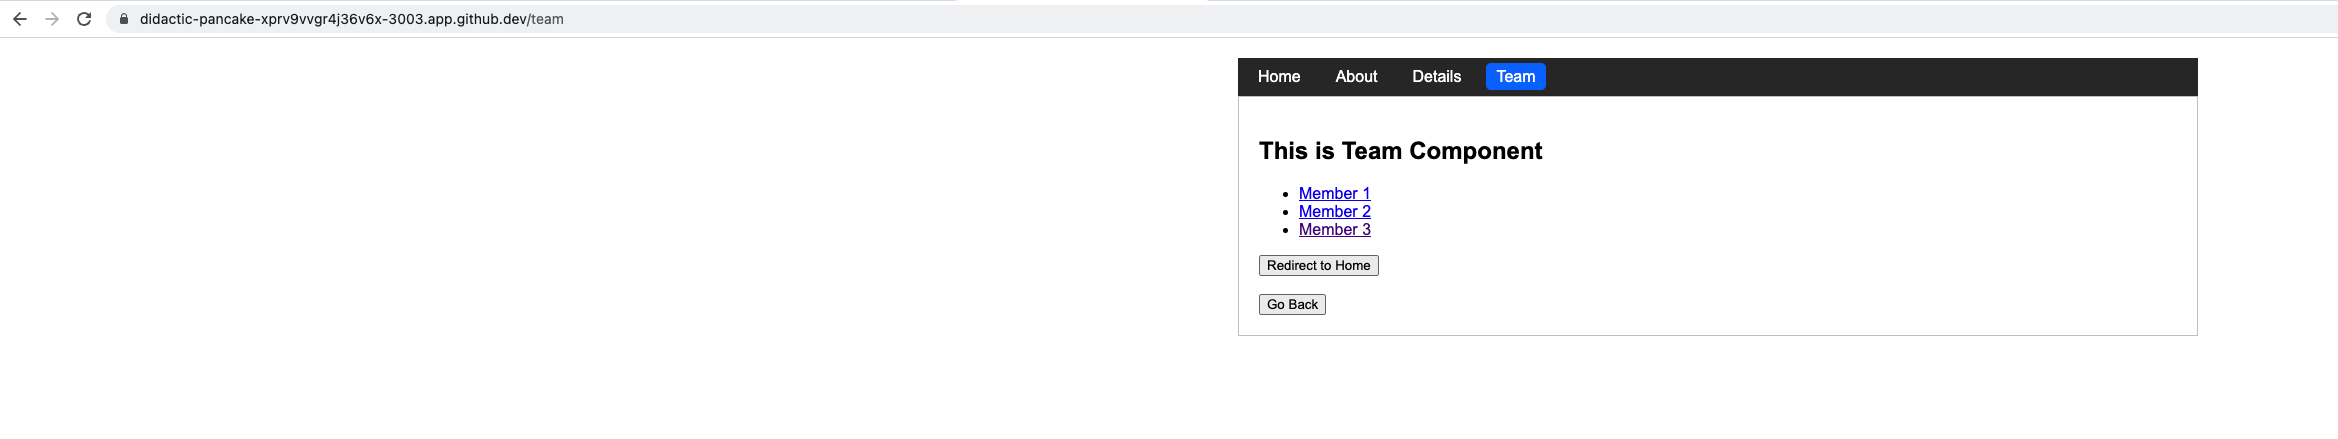 didactic-pancake-xprv9vvgr4j36v6x-3003.app.github.dev/team
Home About Details Team
This is Team Component
Member 1
Member 2
Member 3
Redirect to Home
Go Back